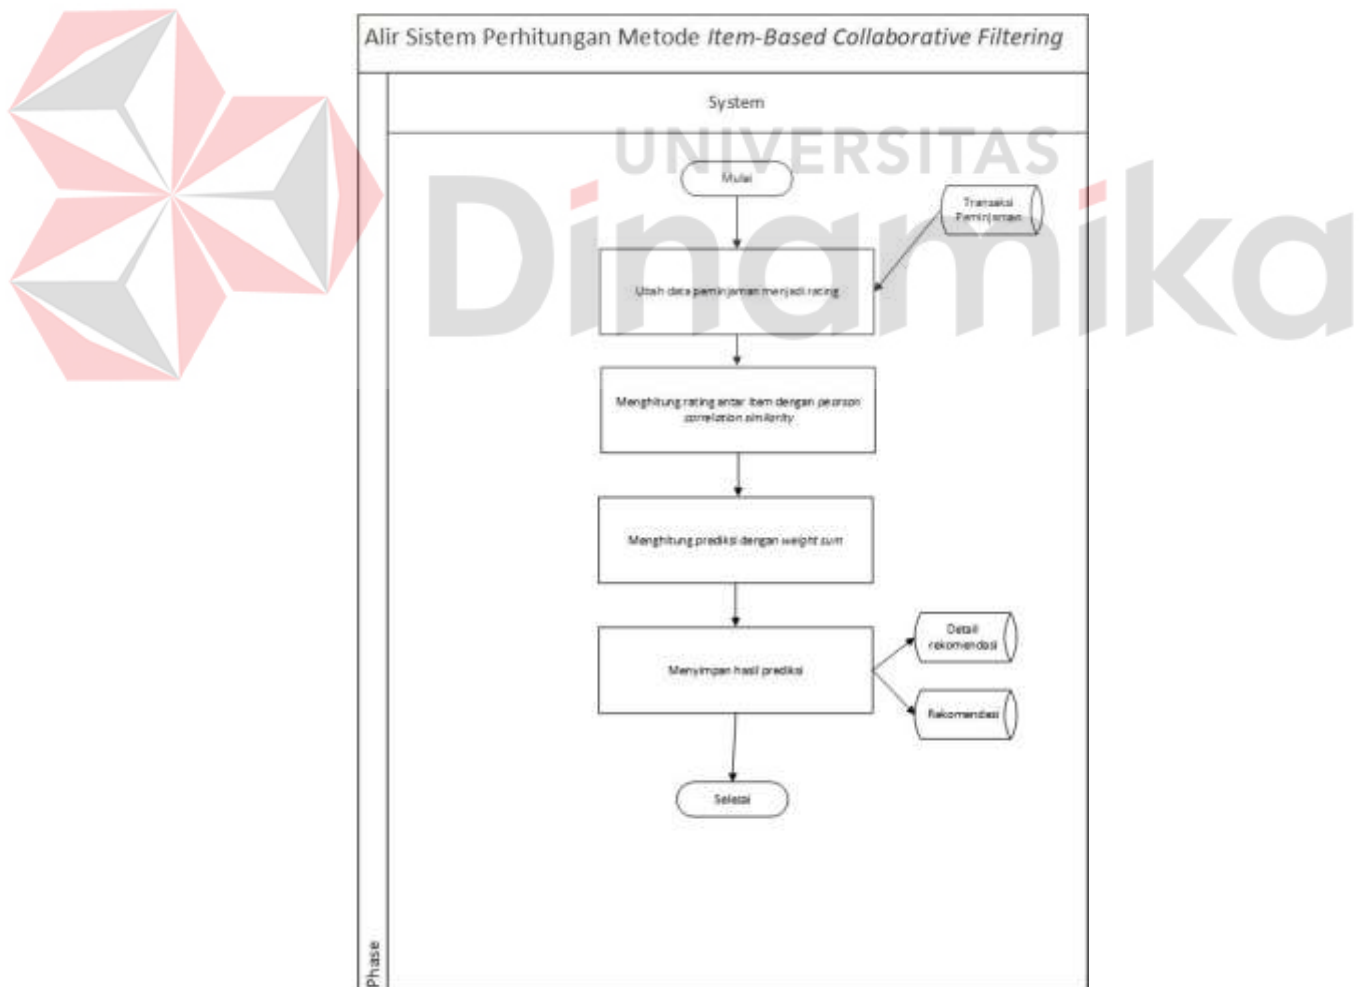 Alir Sistem Perhitungan Metode Item-Based Collaborative Filtering
System
UNIVERSITAS
Dinamika
Mulai
Transaksi
Peminjaman
Ubah data peminjaman menjadi rating
Menghitung rating antar item dengan pearson
correlation similarity
Menghitung prediksi dengan weight sum
Menyimpan hasil prediksi
Detail
rekomendasi
Rekomendasi
Selesai
Phase